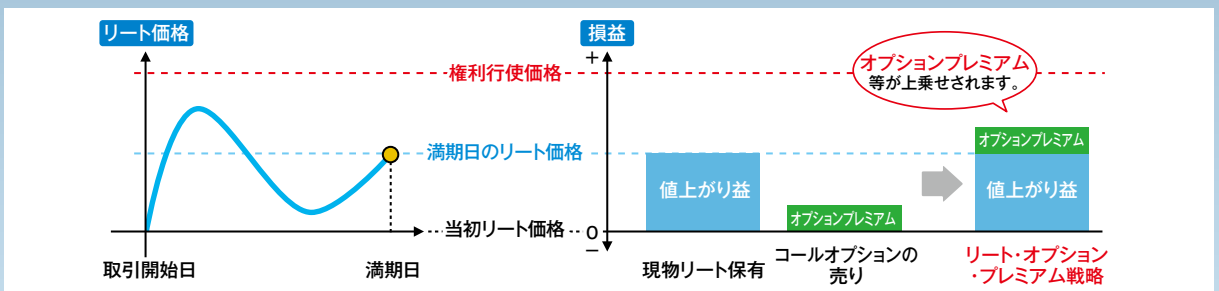 リート価格
損益
+
権利行使価格
オプションプレミアム
等が上乗せされます。
満期日のリート価格
オプションプレミアム
値上がり益
値上がり益
オプションプレミアム
当初リート価格
0
−
取引開始日
満期日
現物リート保有
コールオプションの
売り
リート・オプション
・プレミアム戦略